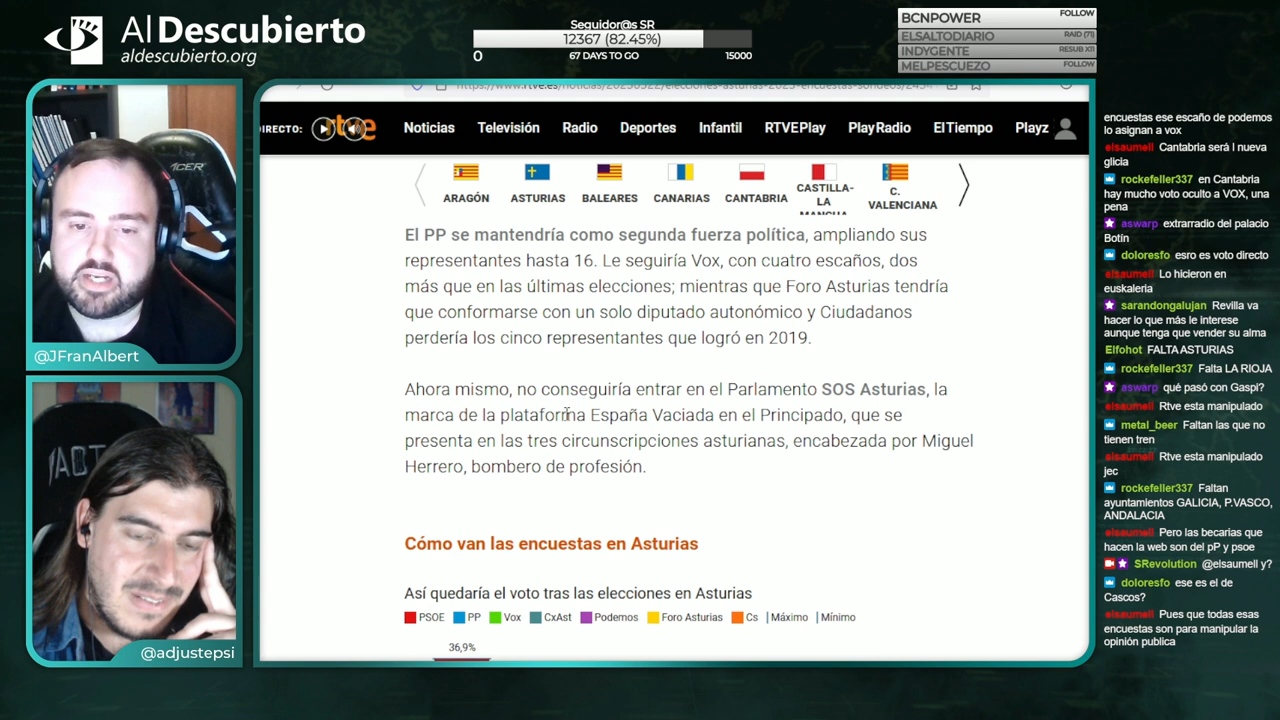 Al Descubierto
aldescubierto.org
Seguidor@s SR
12367 (82.45%)
0
67 DAYS TO GO
15000
BCNPOWER FOLLOW
ELSALTODIARIO RAID (71)
INDYGENTE RESUB X11
MELPESCUEZO FOLLOW
ACER
@JFranAlbert
@adjustepsi
DIRECTO:
rtve
Noticias
Televisión
Radio
Deportes
Infantil
RTVEPlay
PlayRadio
ElTiempo
Playz
ARAGÓN
ASTURIAS
BALEARES
CANARIAS
CANTABRIA
CASTILLA-
LA
MANCHA
C.
VALENCIANA
El PP se mantendría como segunda fuerza política, ampliando sus
representantes hasta 16. Le seguiría Vox, con cuatro escaños, dos
más que en las últimas elecciones; mientras que Foro Asturias tendría
que conformarse con un solo diputado autonómico y Ciudadanos
perdería los cinco representantes que logró en 2019.
Ahora mismo, no conseguiría entrar en el Parlamento SOS Asturias, la
marca de la plataforma España Vaciada en el Principado, que se
presenta en las tres circunscripciones asturianas, encabezada por Miguel
Herrero, bombero de profesión.
Cómo van las encuestas en Asturias
Así quedaría el voto tras las elecciones en Asturias
PSOE PP Vox CxAst Podemos Foro Asturias Cs Máximo Mínimo
36,9%
encuestas ese escaño de podemos
lo asignan a vox
elsaumell Cantabria será l nueva
glicia
rockefeller337 en Cantabria
hay mucho voto oculto a VOX, una
pena
aswarp extrarradio del palacio
Botín
doloresfo esro es voto directo
elsaumell Lo hicieron en
euskaleria
sarandongalujan Revilla va
hacer lo que más le interese
aunque tenga que vender su alma
Elfohot FALTA ASTURIAS
rockefeller337 Falta LA RIOJA
aswarp qué pasó con Gaspi?
elsaumell Rtve esta manipulado
metal_beer Faltan las que no
tienen tren
elsaumell Rtve esta manipulado
jec
rockefeller337 Faltan
ayuntamientos GALICIA, P.VASCO,
ANDALACIA
elsaumell Pero las becarias que
hacen la web son del pP y psoe
SRevolution @elsaumell y?
doloresfo ese es el de
Cascos?
elsaumell Pues que todas esas
encuestas son para manipular la
opinión publica